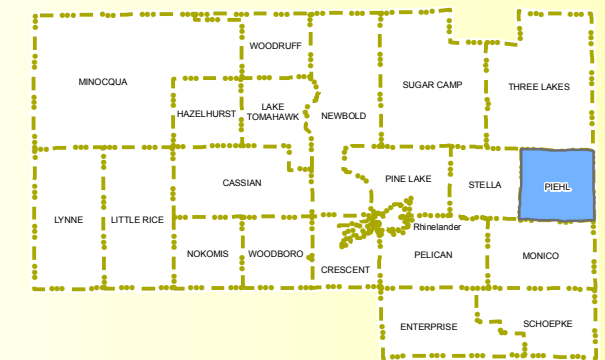 WOODRUFF
MINOCQUA
SUGAR CAMP
THREE LAKES
HAZELHURST
LAKE
TOMAHAWK
NEWBOLD
CASSIAN
PINE LAKE
STELLA
PIEHL
LYNNE
LITTLE RICE
Rhinelander
NOKOMIS
WOODBORO
CRESCENT
PELICAN
MONICO
ENTERPRISE
SCHOEPKE